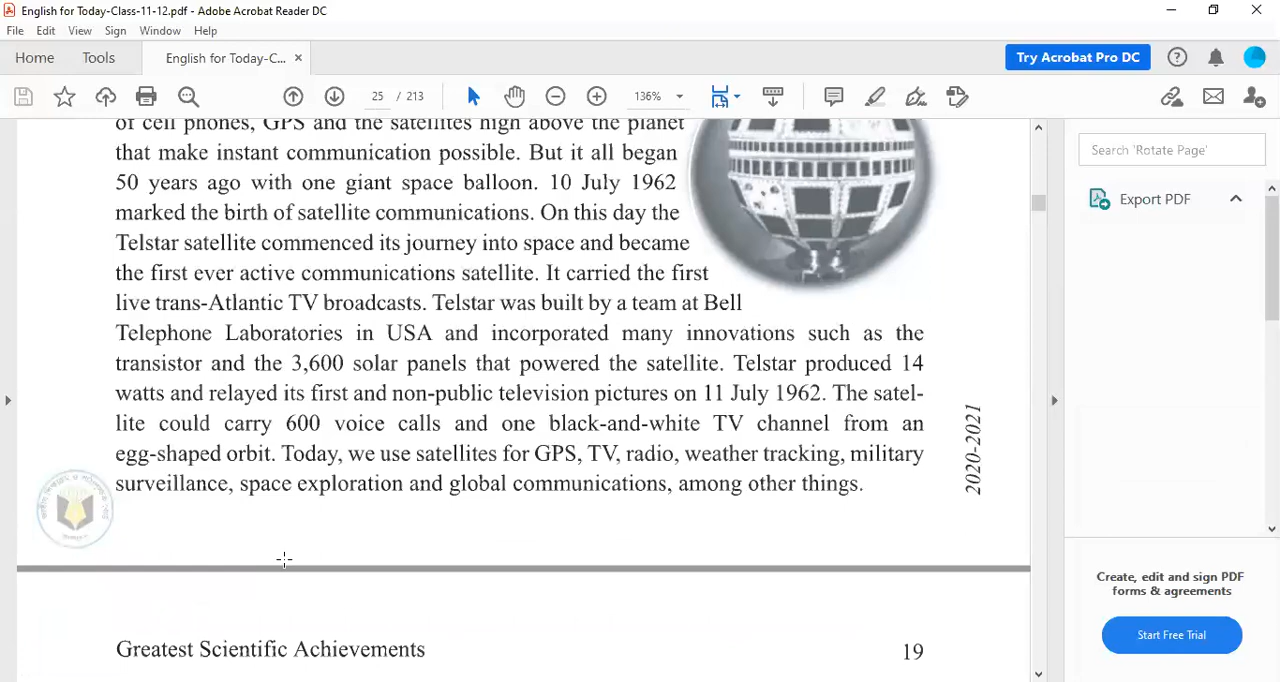 English for Today-Class-11-12.pdf - Adobe Acrobat Reader DC
File Edit View Sign Window Help
Home Tools English for Today-C... ×
Try Acrobat Pro DC
25 / 213
136%
Search 'Rotate Page'
Export PDF
of cell phones, GPS and the satellites high above the planet
that make instant communication possible. But it all began
50 years ago with one giant space balloon. 10 July 1962
marked the birth of satellite communications. On this day the
Telstar satellite commenced its journey into space and became
the first ever active communications satellite. It carried the first
live trans-Atlantic TV broadcasts. Telstar was built by a team at Bell
Telephone Laboratories in USA and incorporated many innovations such as the
transistor and the 3,600 solar panels that powered the satellite. Telstar produced 14
watts and relayed its first and non-public television pictures on 11 July 1962. The satel-
lite could carry 600 voice calls and one black-and-white TV channel from an
egg-shaped orbit. Today, we use satellites for GPS, TV, radio, weather tracking, military
surveillance, space exploration and global communications, among other things.
2020-2021
Greatest Scientific Achievements 19
Create, edit and sign PDF
forms & agreements
Start Free Trial